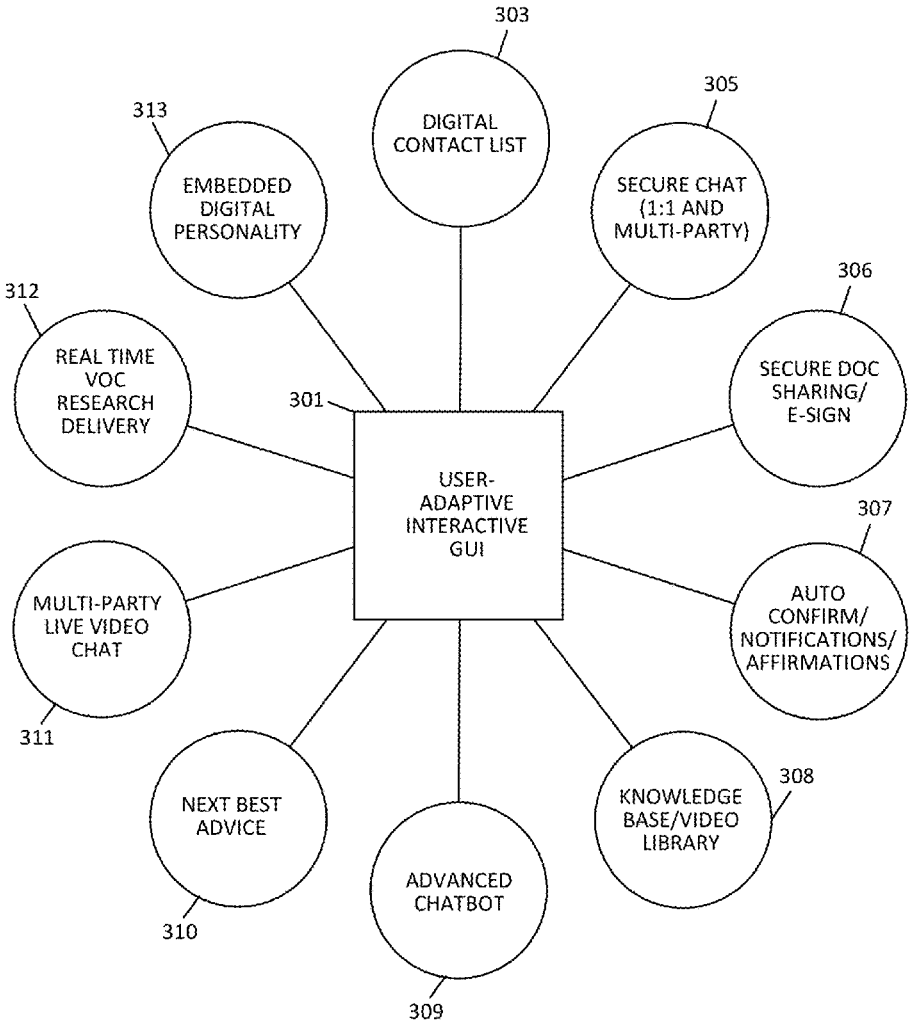 303
DIGITAL
CONTACT LIST
305
SECURE CHAT
(1:1 AND
MULTI-PARTY)
306
SECURE DOC
SHARING/
E-SIGN
307
AUTO
CONFIRM/
NOTIFICATIONS/
AFFIRMATIONS
308
KNOWLEDGE
BASE/VIDEO
LIBRARY
309
ADVANCED
CHATBOT
310
NEXT BEST
ADVICE
311
MULTI-PARTY
LIVE VIDEO
CHAT
312
REAL TIME
VOC
RESEARCH
DELIVERY
313
EMBEDDED
DIGITAL
PERSONALITY
301
USER-
ADAPTIVE
INTERACTIVE
GUI